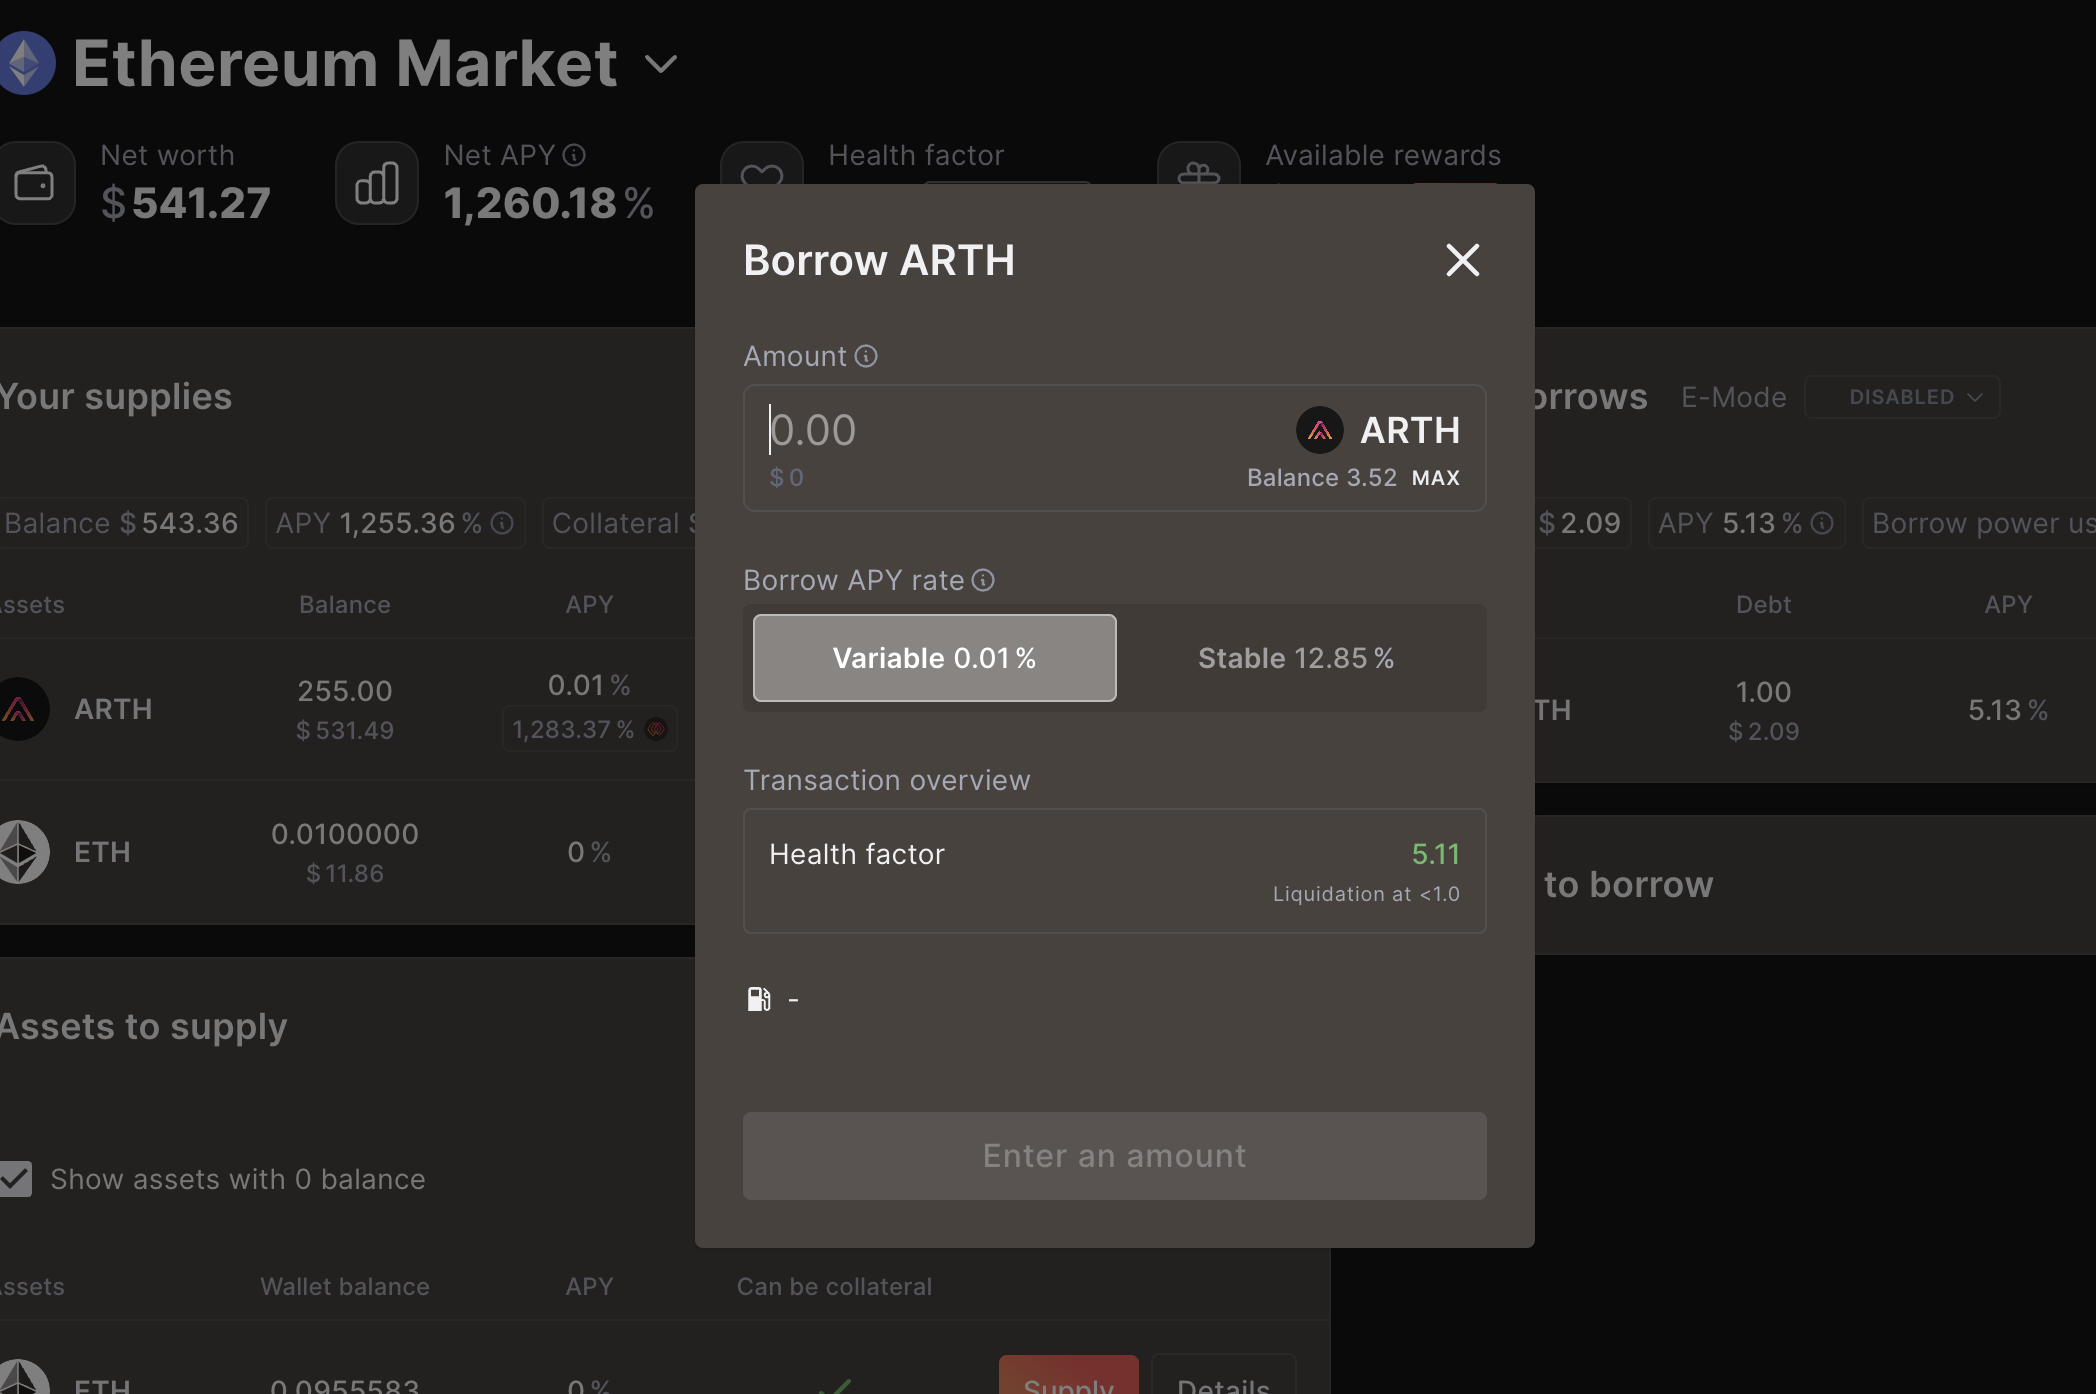 Ethereum Market
Net worth
$541.27
Net APY
1,260.18%
Health factor
Available rewards
Borrow ARTH
Amount
0.00
ARTH
$0
Balance 3.52 MAX
Borrow APY rate
Variable 0.01%
Stable 12.85%
Transaction overview
Health factor
5.11
Liquidation at <1.0
-
Enter an amount
Your supplies
Balance $543.36
APY 1,255.36%
Collateral
Assets
Balance
APY
ARTH
255.00
$531.49
0.01%
1,283.37%
ETH
0.0100000
$11.86
0%
orrows
E-Mode
DISABLED
$2.09
APY 5.13%
Borrow power us
Debt
APY
TH
1.00
$2.09
5.13%
to borrow
Assets to supply
Show assets with 0 balance
Assets
Wallet balance
APY
Can be collateral
ETH
0.0955583
0%
Supply
Details